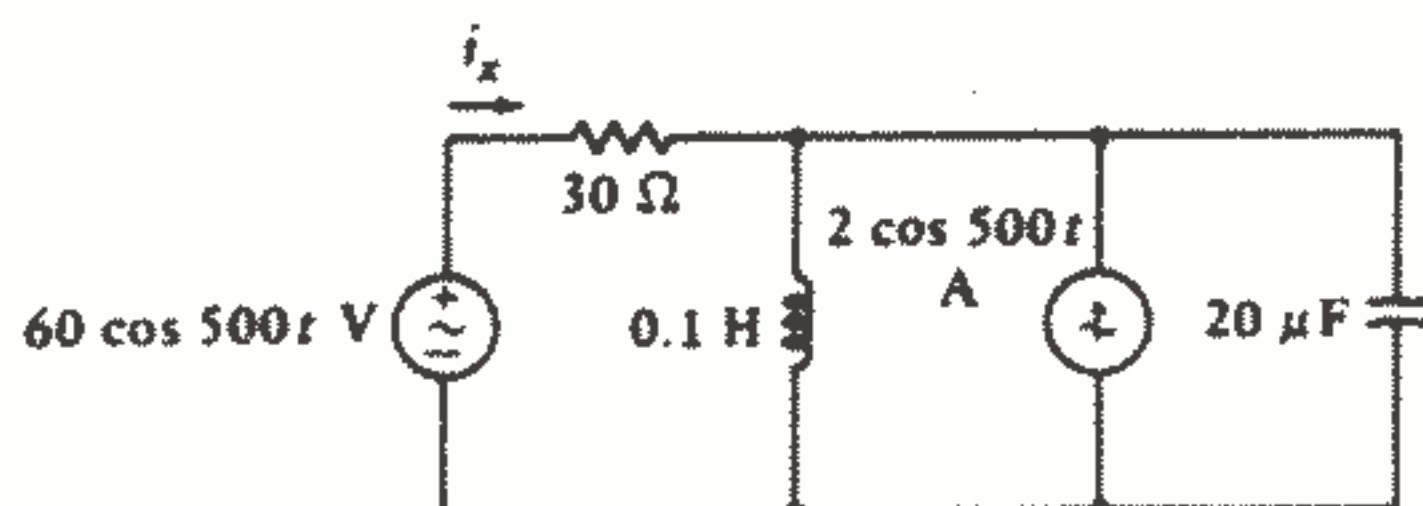 i_x
30 Ω
2 cos 500t
A
60 cos 500t V
+
~
−
0.1 H
20 μF